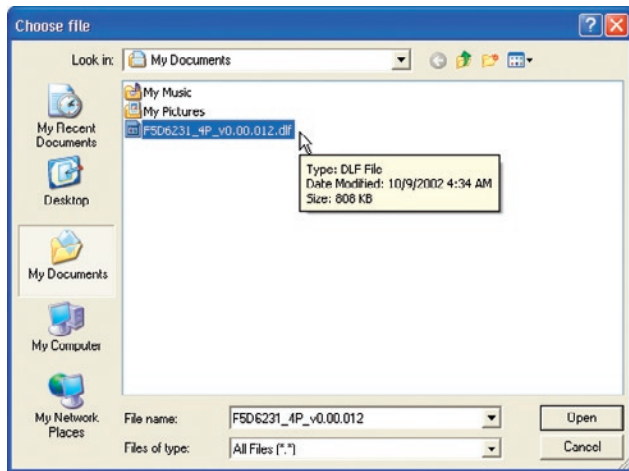 Choose file
Look in:
My Documents
My Recent
Documents
Desktop
My Documents
My Computer
My Network
Places
My Music
My Pictures
F5D6231_4P_v0.00.012.dlf
Type: DLF File
Date Modified: 10/9/2002 4:34 AM
Size: 808 KB
File name:
F5D6231_4P_v0.00.012
Open
Files of type:
All Files (*.*)
Cancel